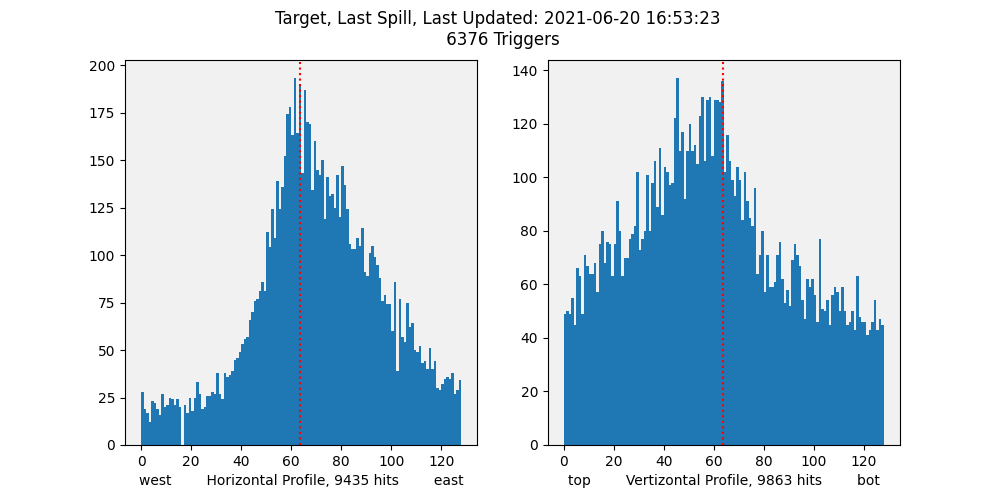 Target, Last Spill, Last Updated: 2021-06-20 16:53:23
6376 Triggers
200
175
150
125
100
75
50
25
0
0 20 40 60 80 100 120
west Horizontal Profile, 9435 hits east
140
120
100
80
60
40
20
0
0 20 40 60 80 100 120
top Vertizontal Profile, 9863 hits bot